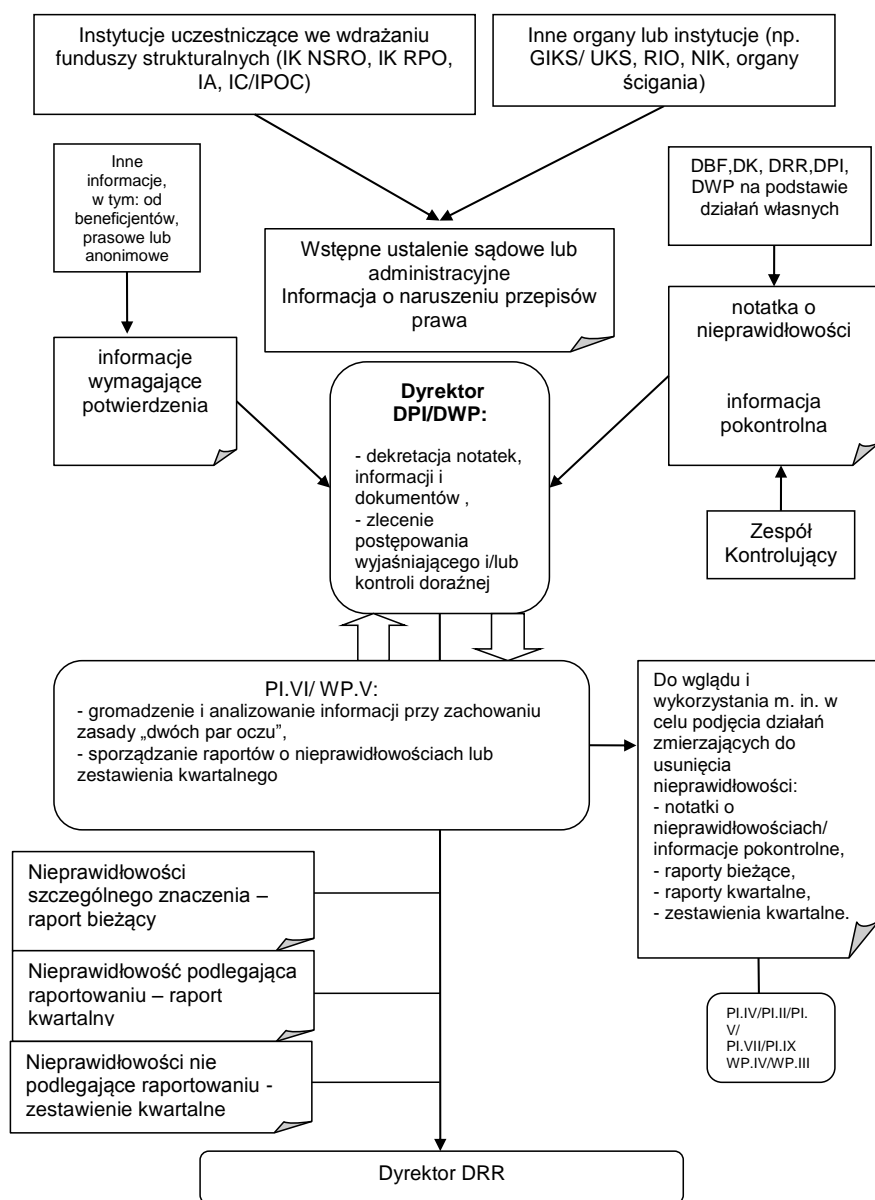 Instytucje uczestniczące we wdrażaniu
funduszy strukturalnych (IK NSRO, IK RPO,
IA, IC/IPOC)
Inne organy lub instytucje (np.
GIKS/ UKS, RIO, NIK, organy
ścigania)
Inne
informacje,
w tym: od
beneficjentów,
prasowe lub
anonimowe
DBF,DK, DRR,DPI,
DWP na podstawie
działań własnych
Wstępne ustalenie sądowe lub
administracyjne
Informacja o naruszeniu przepisów
prawa
informacje
wymagające
potwierdzenia
notatka o
nieprawidłowości
informacja
pokontrolna
Dyrektor
DPI/DWP:
- dekretacja notatek,
informacji i
dokumentów ,
- zlecenie
postępowania
wyjaśniającego i/lub
kontroli doraźnej
Zespół
Kontrolujący
PI.VI/ WP.V:
- gromadzenie i analizowanie informacji przy zachowaniu
zasady „dwóch par oczu”,
- sporządzanie raportów o nieprawidłowościach lub
zestawienia kwartalnego
Do wglądu i
wykorzystania m. in. w
celu podjęcia działań
zmierzających do
usunięcia
nieprawidłowości:
- notatki o
nieprawidłowościach/
informacje pokontrolne,
- raporty bieżące,
- raporty kwartalne,
- zestawienia kwartalne.
Nieprawidłowości
szczególnego znaczenia –
raport bieżący
Nieprawidłowość podlegająca
raportowaniu – raport
kwartalny
Nieprawidłowości nie
podlegające raportowaniu -
zestawienie kwartalne
PI.IV/PI.II/PI.
V/
PI.VII/PI.IX
WP.IV/WP.III
Dyrektor DRR